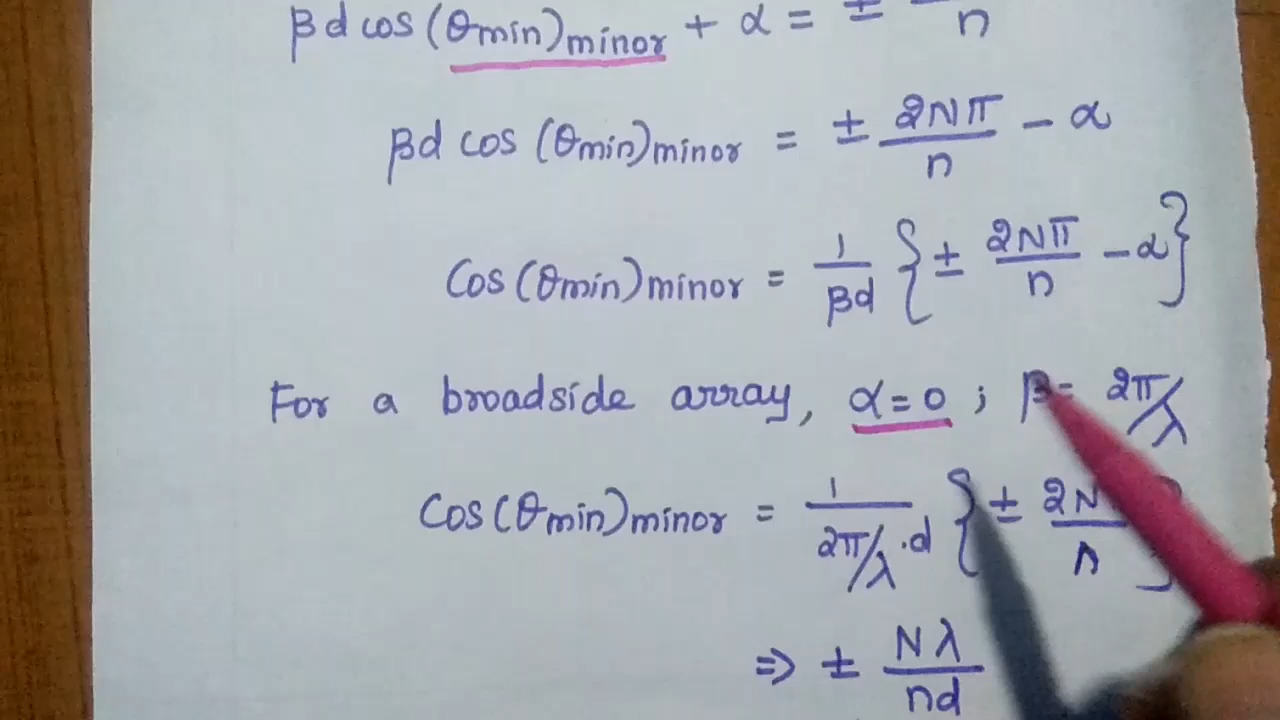 βd cos (θmin)minor + α = ± n
βd cos (θmin)minor = ± 2Nπ/n - α
Cos (θmin)minor = 1/βd { ± 2Nπ/n - α }
For a broadside array, α = 0 ; β = 2π/λ
Cos (θmin)minor = 1/(2π/λ . d) { ± 2N /n }
⇒ ± Nλ/nd